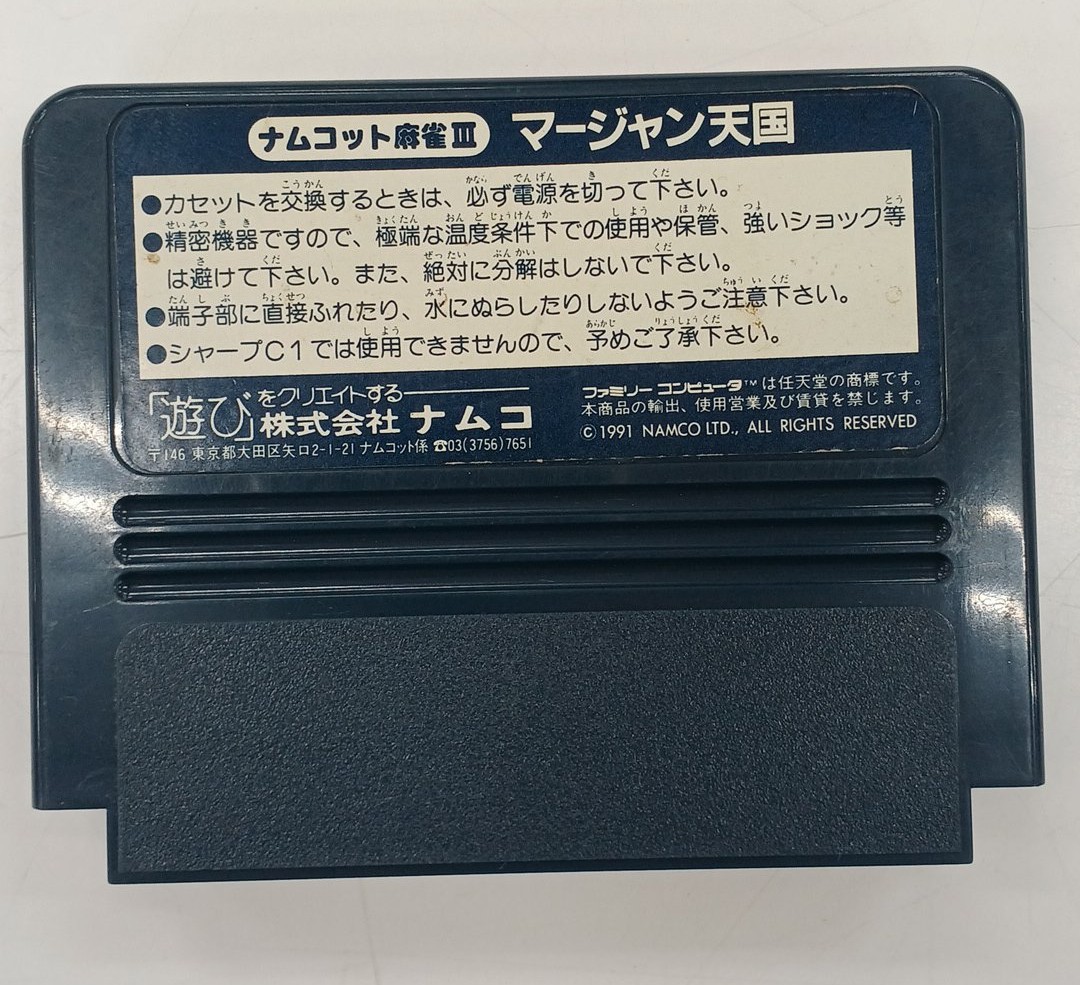 ナムコット麻雀Ⅲ マージャン天国
●カセットを交換するときは、必ず電源を切って下さい。
●精密機器ですので、極端な温度条件下での使用や保管、強いショック等
は避けて下さい。また、絶対に分解はしないで下さい。
●端子部に直接ふれたり、水にぬらしたりしないようご注意下さい。
●シャープC1では使用できませんので、予めご了承下さい。
「遊び」をクリエイトする
株式会社 ナムコ
〒146 東京都大田区矢口2-1-21 ナムコット係 ☎03(3756)7651
ファミリーコンピュータ™は任天堂の商標です。
本商品の輸出、使用営業及び賃貸を禁じます。
©1991 NAMCO LTD., ALL RIGHTS RESERVED